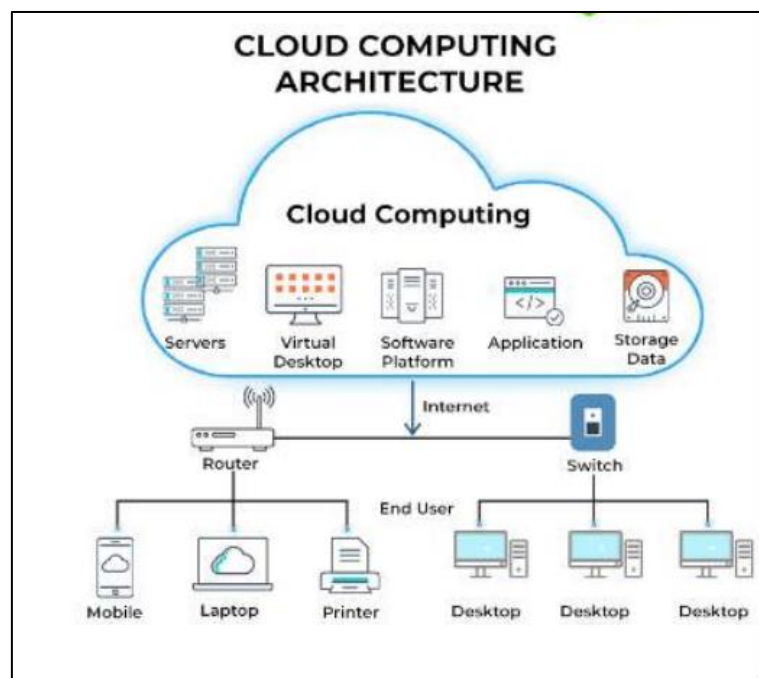 CLOUD COMPUTING
ARCHITECTURE
Cloud Computing
Servers
Virtual
Desktop
Software
Platform
Application
Storage
Data
Internet
Router
Switch
End User
Mobile
Laptop
Printer
Desktop
Desktop
Desktop